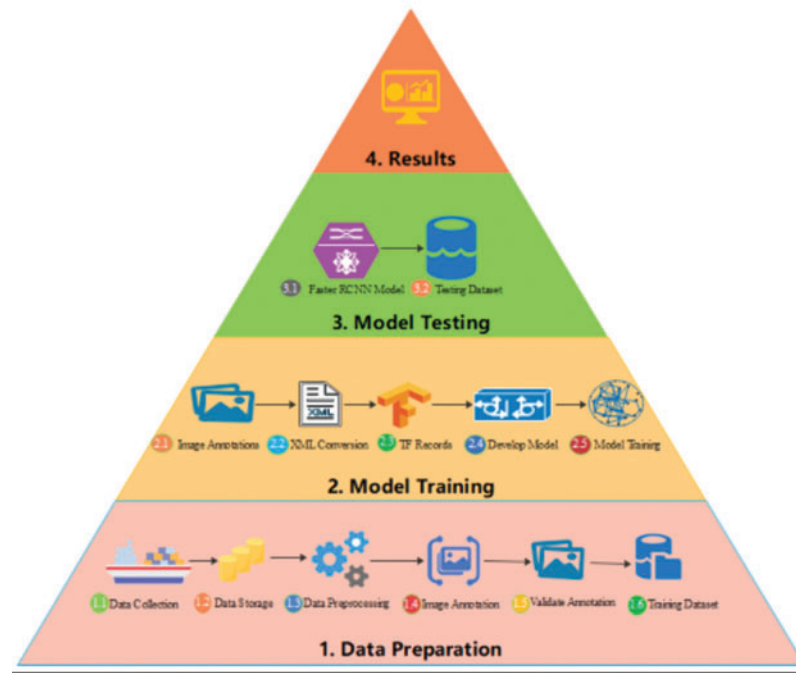 4. Results
3.1 Faster RCNN Model 3.2 Testing Dataset
3. Model Testing
XML
2.1 Image Annotations 2.2 XML Conversion 2.3 TF Records 2.4 Develop Model 2.5 Model Training
2. Model Training
1.1 Data Collection 1.2 Data Storage 1.3 Data Preprocessing 1.4 Image Annotation 1.5 Validate Annotation 1.6 Training Dataset
1. Data Preparation